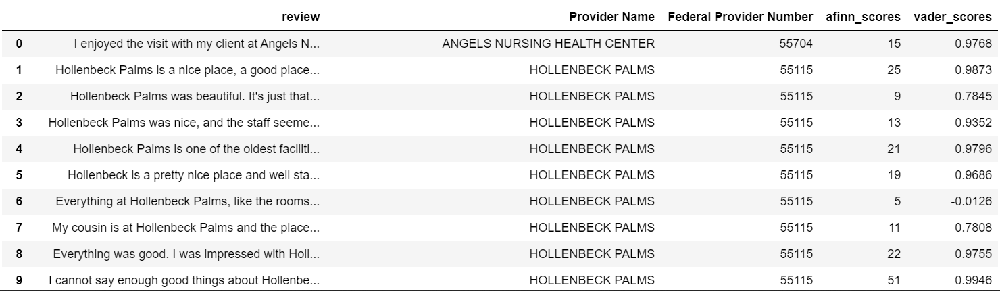 review Provider Name Federal Provider Number afinn_scores vader_scores
0 I enjoyed the visit with my client at Angels N... ANGELS NURSING HEALTH CENTER 55704 15 0.9768
1 Hollenbeck Palms is a nice place, a good place... HOLLENBECK PALMS 55115 25 0.9873
2 Hollenbeck Palms was beautiful. It's just that... HOLLENBECK PALMS 55115 9 0.7845
3 Hollenbeck Palms was nice, and the staff seeme... HOLLENBECK PALMS 55115 13 0.9352
4 Hollenbeck Palms is one of the oldest faciliti... HOLLENBECK PALMS 55115 21 0.9796
5 Hollenbeck is a pretty nice place and well sta... HOLLENBECK PALMS 55115 19 0.9686
6 Everything at Hollenbeck Palms, like the rooms... HOLLENBECK PALMS 55115 5 -0.0126
7 My cousin is at Hollenbeck Palms and the place... HOLLENBECK PALMS 55115 11 0.7808
8 Everything was good. I was impressed with Holl... HOLLENBECK PALMS 55115 22 0.9755
9 I cannot say enough good things about Hollenbe... HOLLENBECK PALMS 55115 51 0.9946